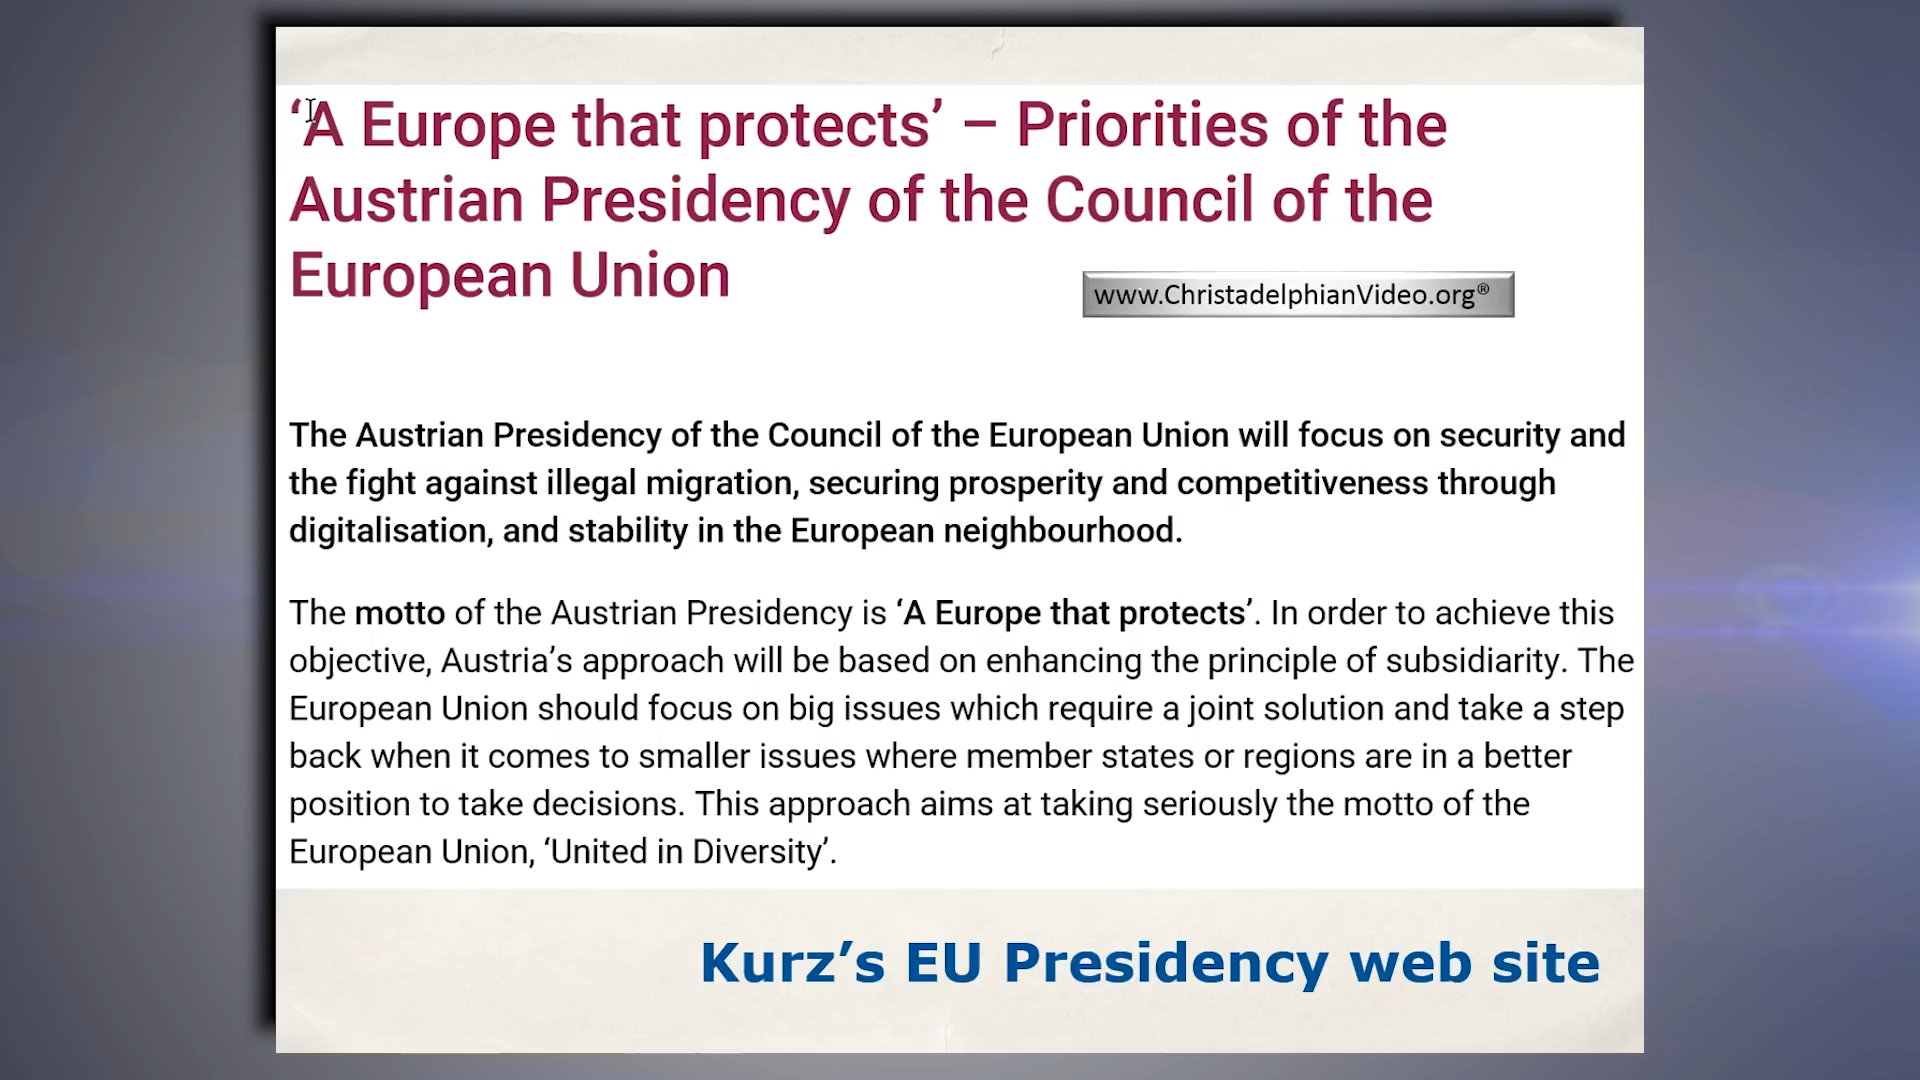 ‘A Europe that protects’ – Priorities of the
Austrian Presidency of the Council of the
European Union
www.ChristadelphianVideo.org®
The Austrian Presidency of the Council of the European Union will focus on security and
the fight against illegal migration, securing prosperity and competitiveness through
digitalisation, and stability in the European neighbourhood.
The motto of the Austrian Presidency is ‘A Europe that protects’. In order to achieve this
objective, Austria’s approach will be based on enhancing the principle of subsidiarity. The
European Union should focus on big issues which require a joint solution and take a step
back when it comes to smaller issues where member states or regions are in a better
position to take decisions. This approach aims at taking seriously the motto of the
European Union, ‘United in Diversity’.
Kurz’s EU Presidency web site